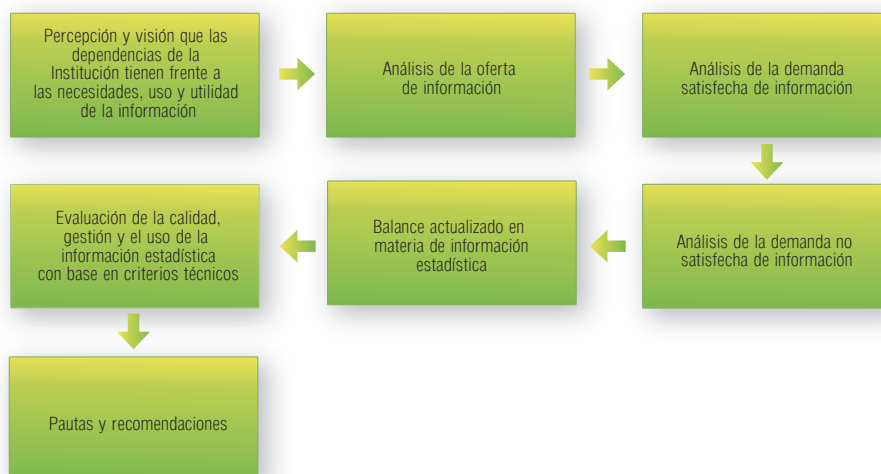 Percepción y visión que las
dependencias de la
Institución tienen frente a
las necesidades, uso y utilidad
de la información
Análisis de la oferta
de información
Análisis de la demanda
satisfecha de información
Análisis de la demanda no
satisfecha de información
Balance actualizado en
materia de información
estadística
Evaluación de la calidad,
gestión y el uso de la
información estadística
con base en criterios técnicos
Pautas y recomendaciones